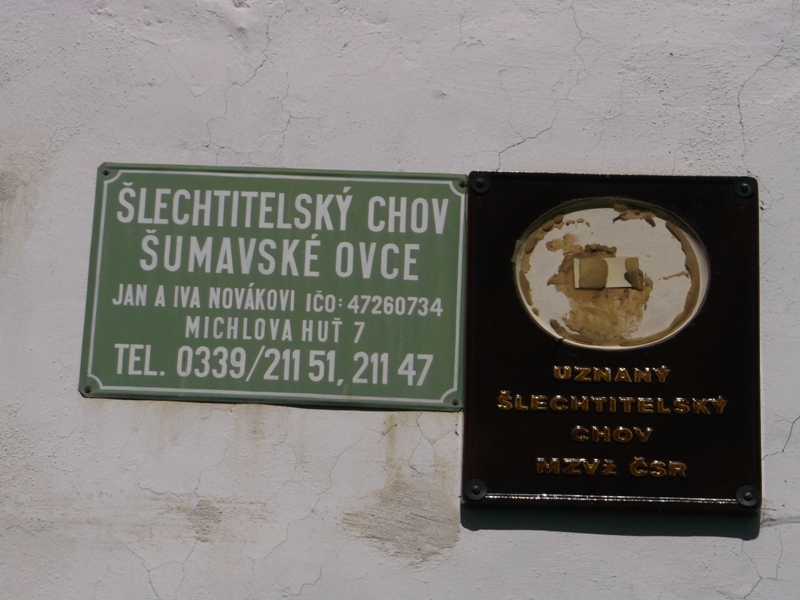 ŠLECHTITELSKÝ CHOV
ŠUMAVSKÉ OVCE
JAN A IVA NOVÁKOVI IČO: 47260734
MICHLOVA HUŤ 7
TEL. 0339/211 51, 211 47
UZNANÝ
ŠLECHTITELSKÝ
CHOV
MZVŽ ČSR